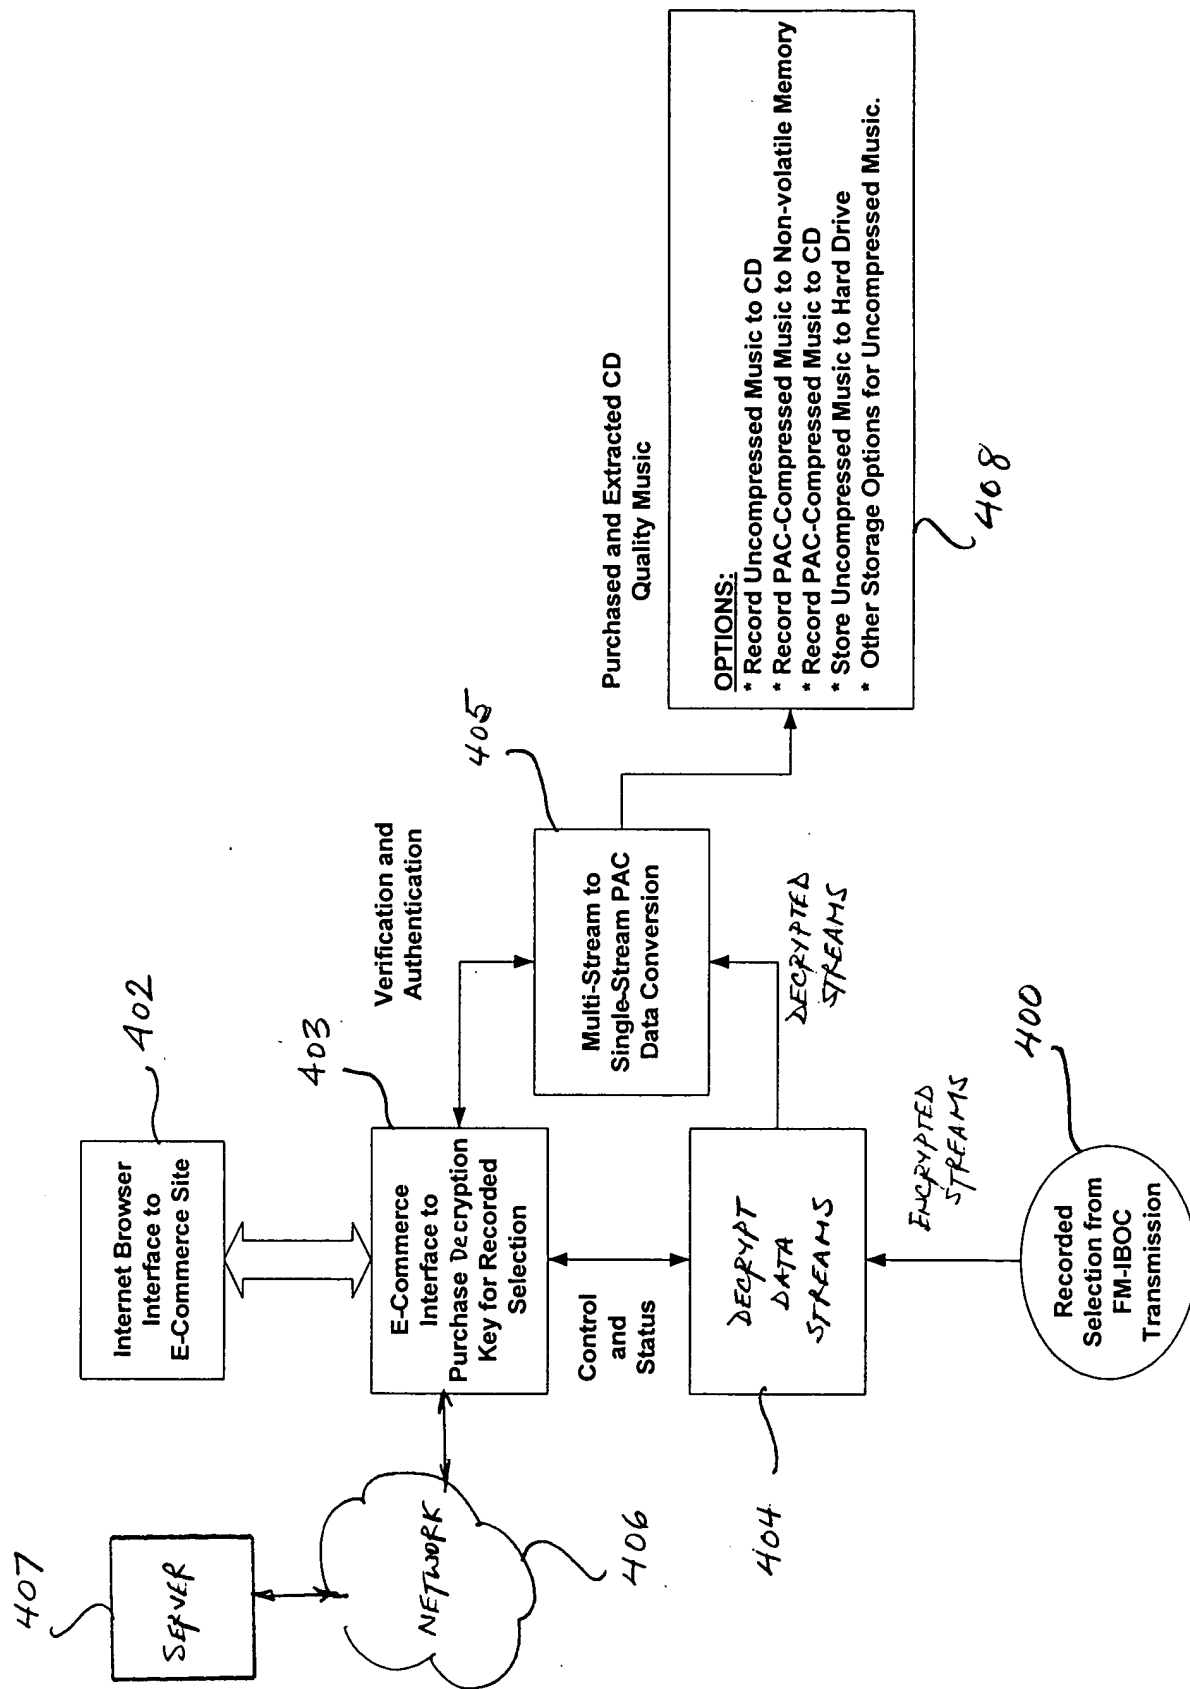 407
SERVER
NETWORK
406
402
Internet Browser
Interface to
E-Commerce Site
403
E-Commerce
Interface to
Purchase Decryption
Key for Recorded
Selection
Verification and
Authentication
Control
and
Status
404
DECRYPT
DATA
STREAMS
405
Multi-Stream to
Single-Stream PAC
Data Conversion
DECRYPTED
STREAMS
ENCRYPTED
STREAMS
400
Recorded
Selection from
FM-IBOC
Transmission
Purchased and Extracted CD
Quality Music
OPTIONS:
* Record Uncompressed Music to CD
* Record PAC-Compressed Music to Non-volatile Memory
* Record PAC-Compressed Music to CD
* Store Uncompressed Music to Hard Drive
* Other Storage Options for Uncompressed Music.
408